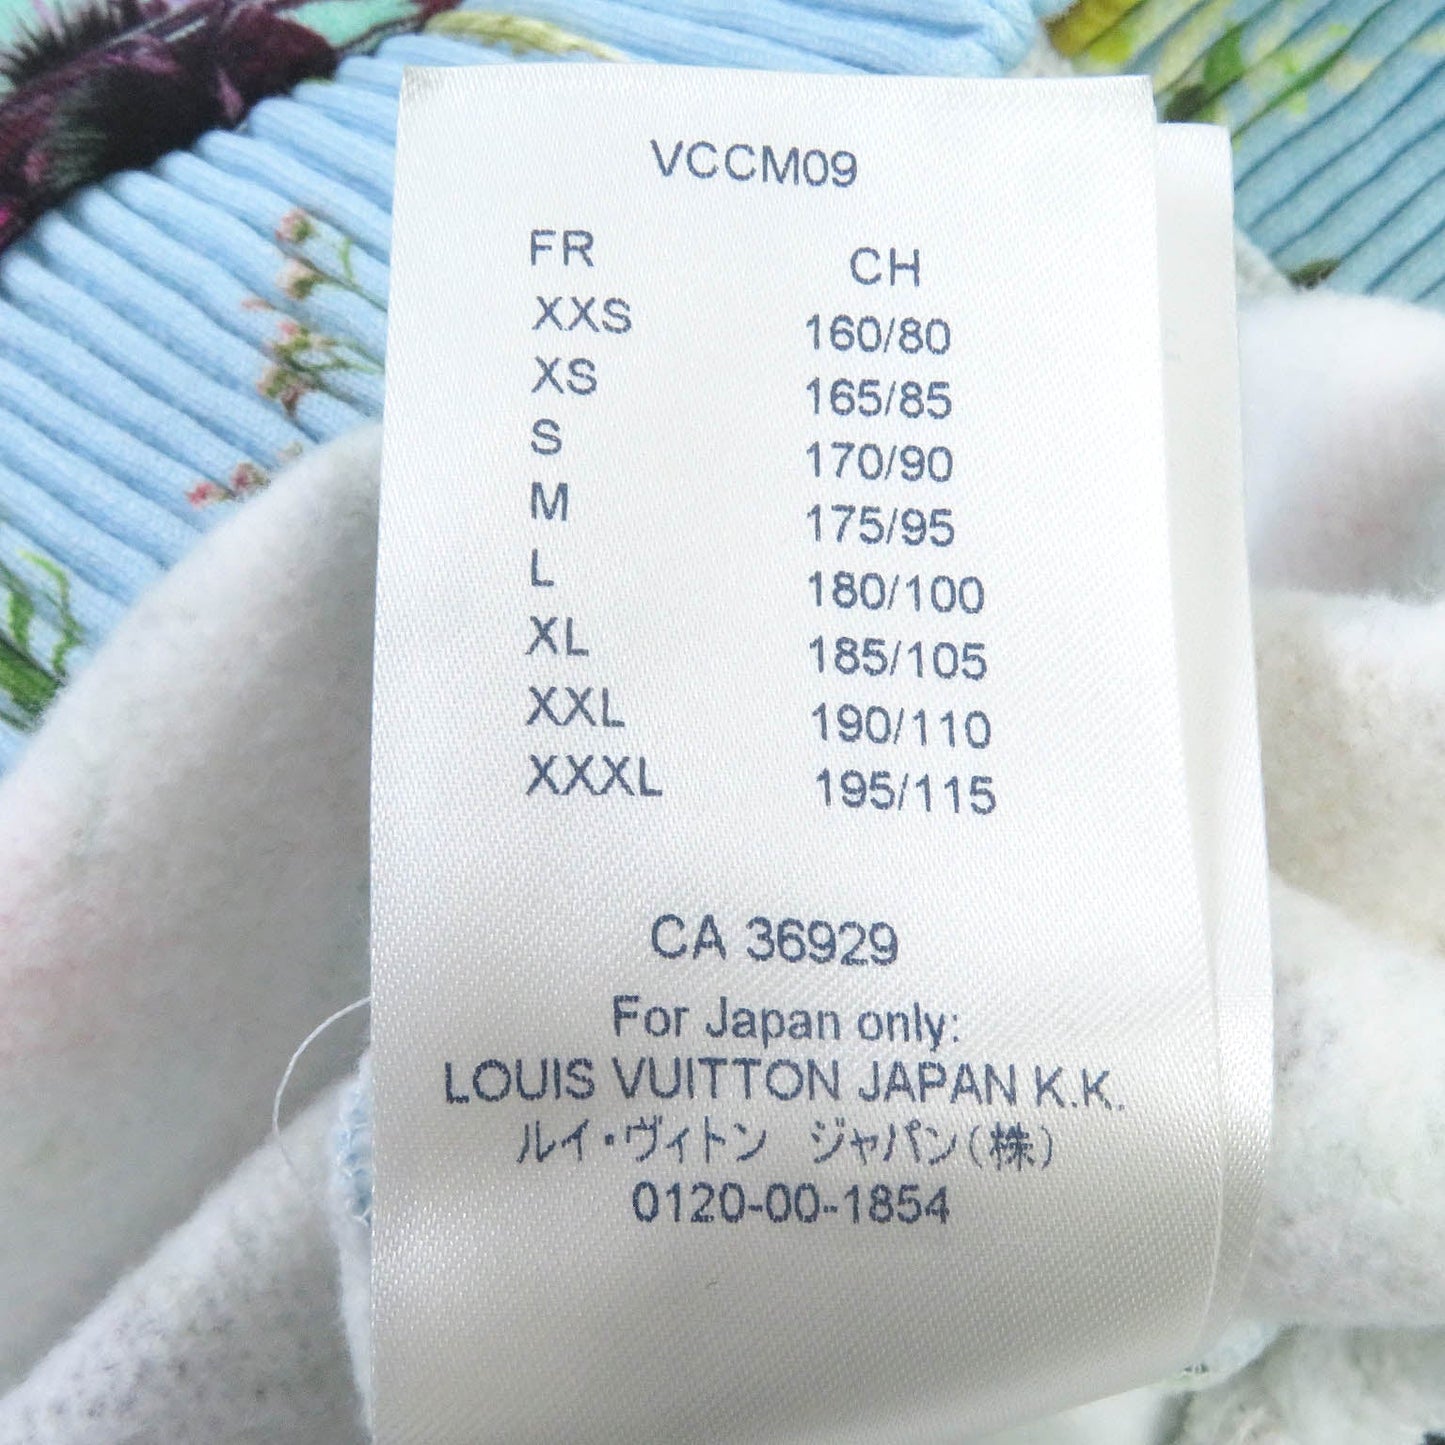 VCCM09
FR CH
XXS 160/80
XS 165/85
S 170/90
M 175/95
L 180/100
XL 185/105
XXL 190/110
XXXL 195/115
CA 36929
For Japan only:
LOUIS VUITTON JAPAN K.K.
ルイ・ヴィトン ジャパン(株)
0120-00-1854